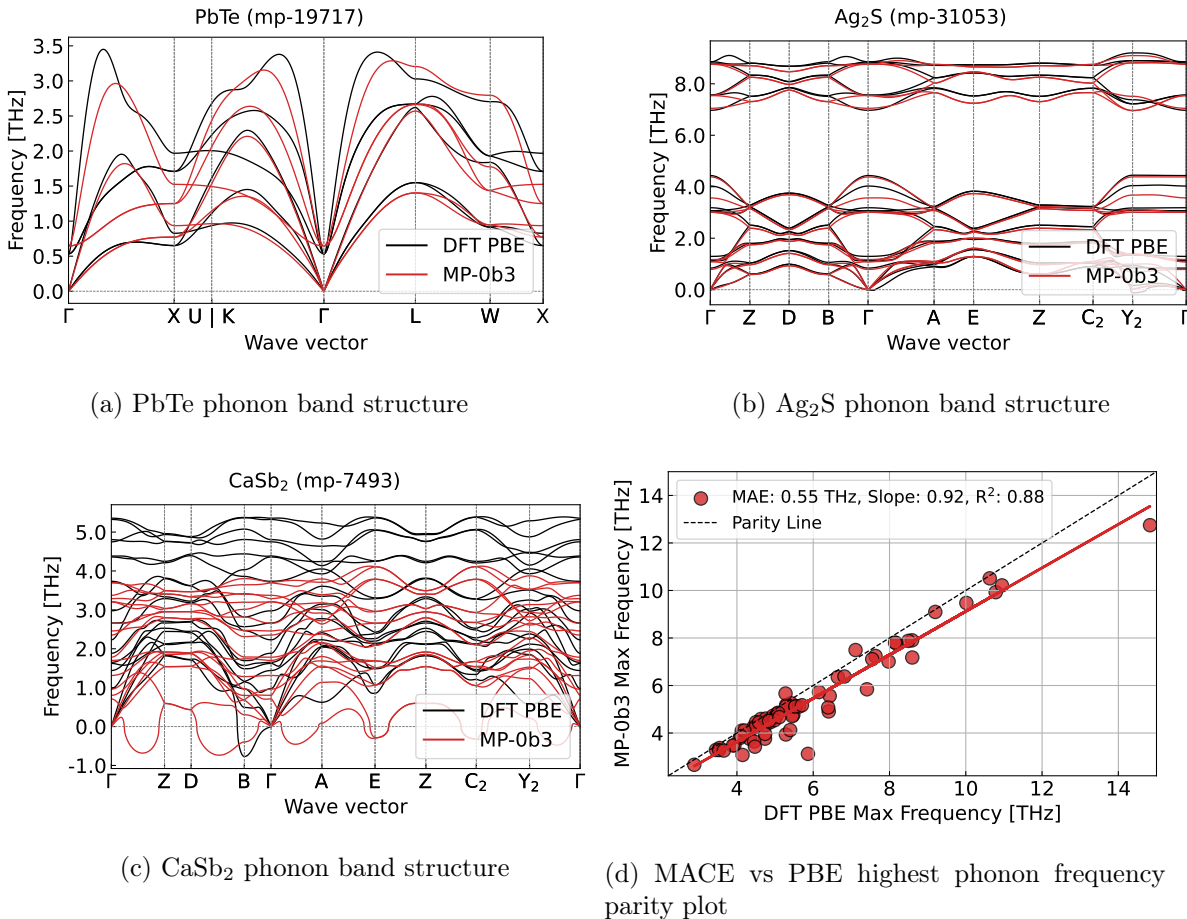 PbTe (mp-19717)
3.5
3.0
2.5
2.0
1.5
1.0
0.5
0.0
Frequency [THz]
DFT PBE
MP-0b3
Γ X U | K Γ L W X
Wave vector
(a) PbTe phonon band structure
Ag₂S (mp-31053)
8.0
6.0
4.0
2.0
0.0
Frequency [THz]
DFT PBE
MP-0b3
Γ Z D B Γ A E Z C₂ Y₂ Γ
Wave vector
(b) Ag₂S phonon band structure
CaSb₂ (mp-7493)
5.0
4.0
3.0
2.0
1.0
0.0
-1.0
Frequency [THz]
DFT PBE
MP-0b3
Γ Z D B Γ A E Z C₂ Y₂ Γ
Wave vector
(c) CaSb₂ phonon band structure
MAE: 0.55 THz, Slope: 0.92, R²: 0.88
Parity Line
14
12
10
8
6
4
MP-0b3 Max Frequency [THz]
4 6 8 10 12 14
DFT PBE Max Frequency [THz]
(d) MACE vs PBE highest phonon frequency
parity plot